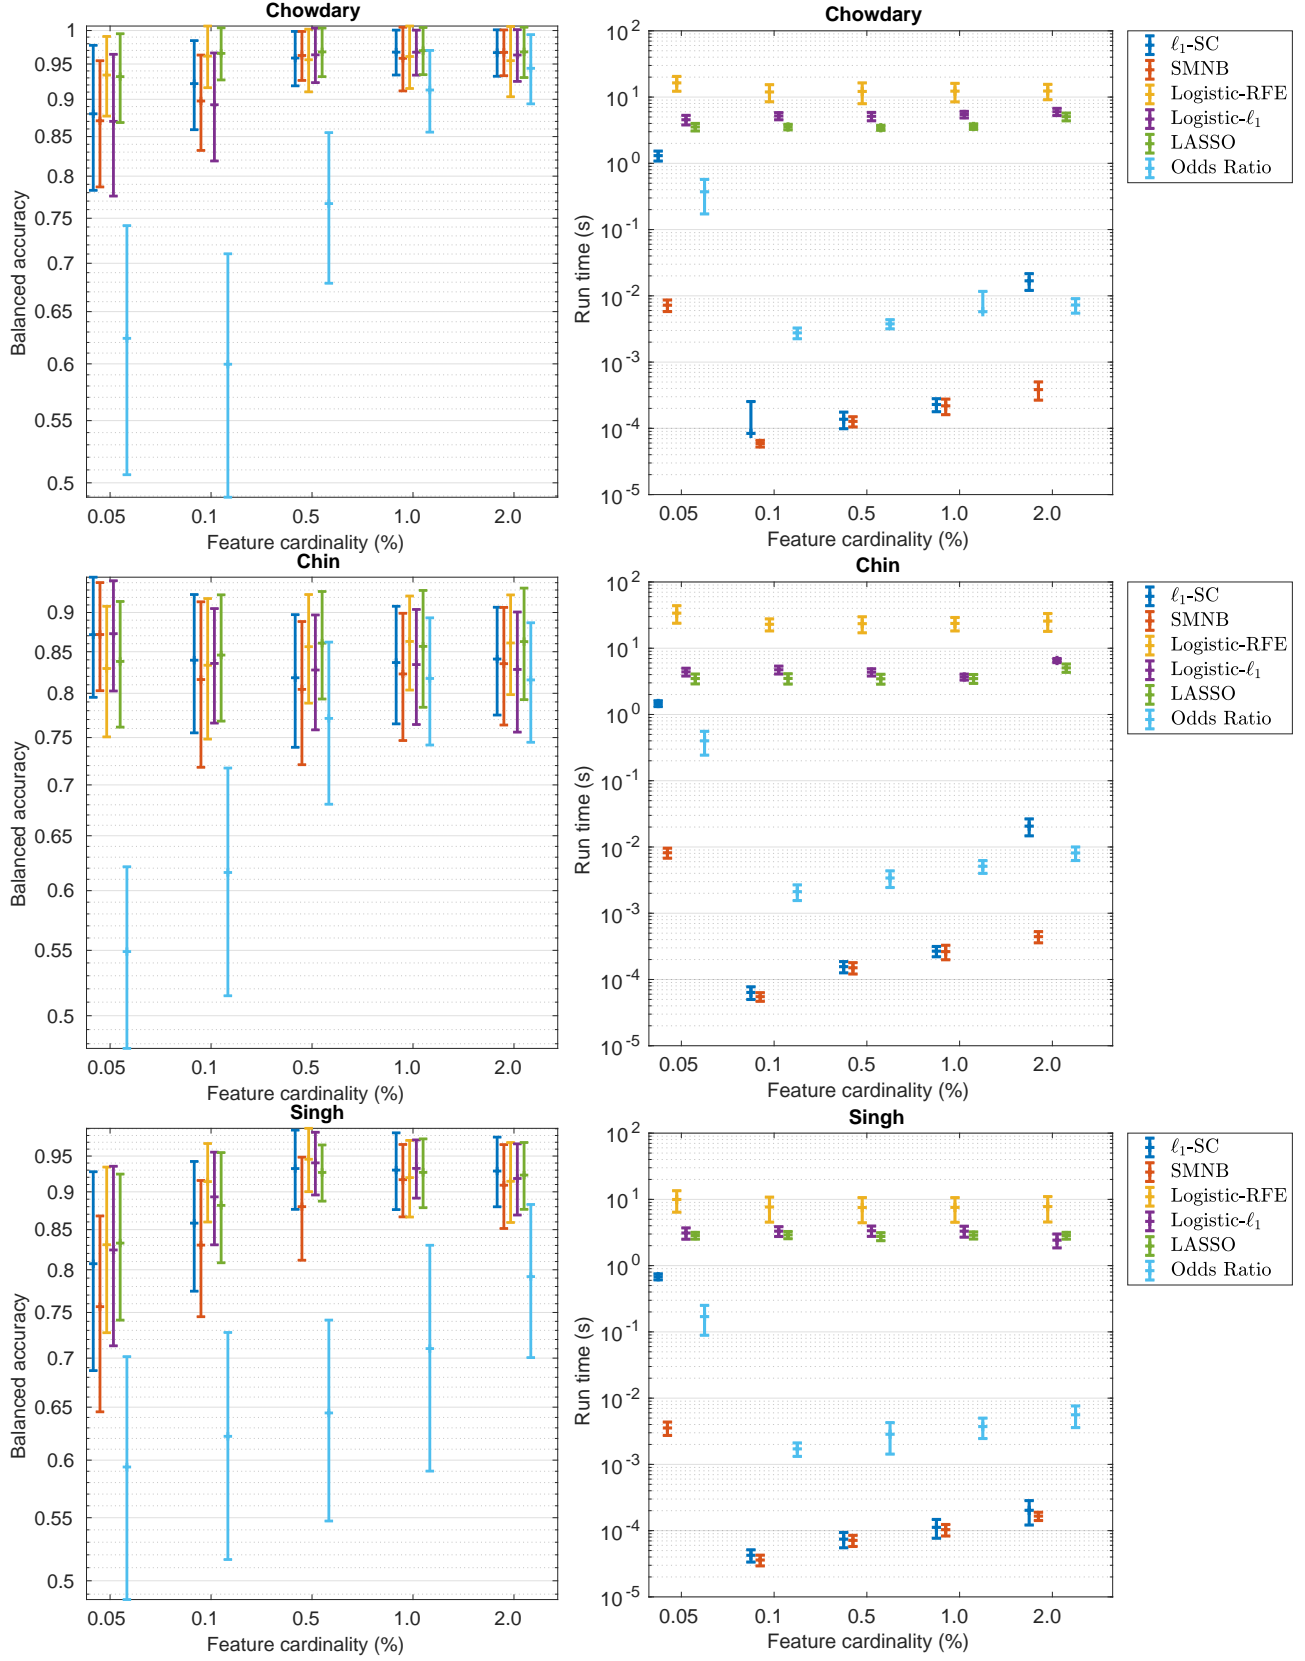 Chowdary
1
0.95
0.9
0.85
0.8
0.75
0.7
0.65
0.6
0.55
0.5
Balanced accuracy
0.05 0.1 0.5 1.0 2.0
Feature cardinality (%)
Chowdary
10^2
10^1
10^0
10^-1
10^-2
10^-3
10^-4
10^-5
Run time (s)
0.05 0.1 0.5 1.0 2.0
Feature cardinality (%)
ℓ₁-SC
SMNB
Logistic-RFE
Logistic-ℓ₁
LASSO
Odds Ratio
Chin
0.9
0.85
0.8
0.75
0.7
0.65
0.6
0.55
0.5
Balanced accuracy
0.05 0.1 0.5 1.0 2.0
Feature cardinality (%)
Chin
10^2
10^1
10^0
10^-1
10^-2
10^-3
10^-4
10^-5
Run time (s)
0.05 0.1 0.5 1.0 2.0
Feature cardinality (%)
ℓ₁-SC
SMNB
Logistic-RFE
Logistic-ℓ₁
LASSO
Odds Ratio
Singh
0.95
0.9
0.85
0.8
0.75
0.7
0.65
0.6
0.55
0.5
Balanced accuracy
0.05 0.1 0.5 1.0 2.0
Feature cardinality (%)
Singh
10^2
10^1
10^0
10^-1
10^-2
10^-3
10^-4
10^-5
Run time (s)
0.05 0.1 0.5 1.0 2.0
Feature cardinality (%)
ℓ₁-SC
SMNB
Logistic-RFE
Logistic-ℓ₁
LASSO
Odds Ratio